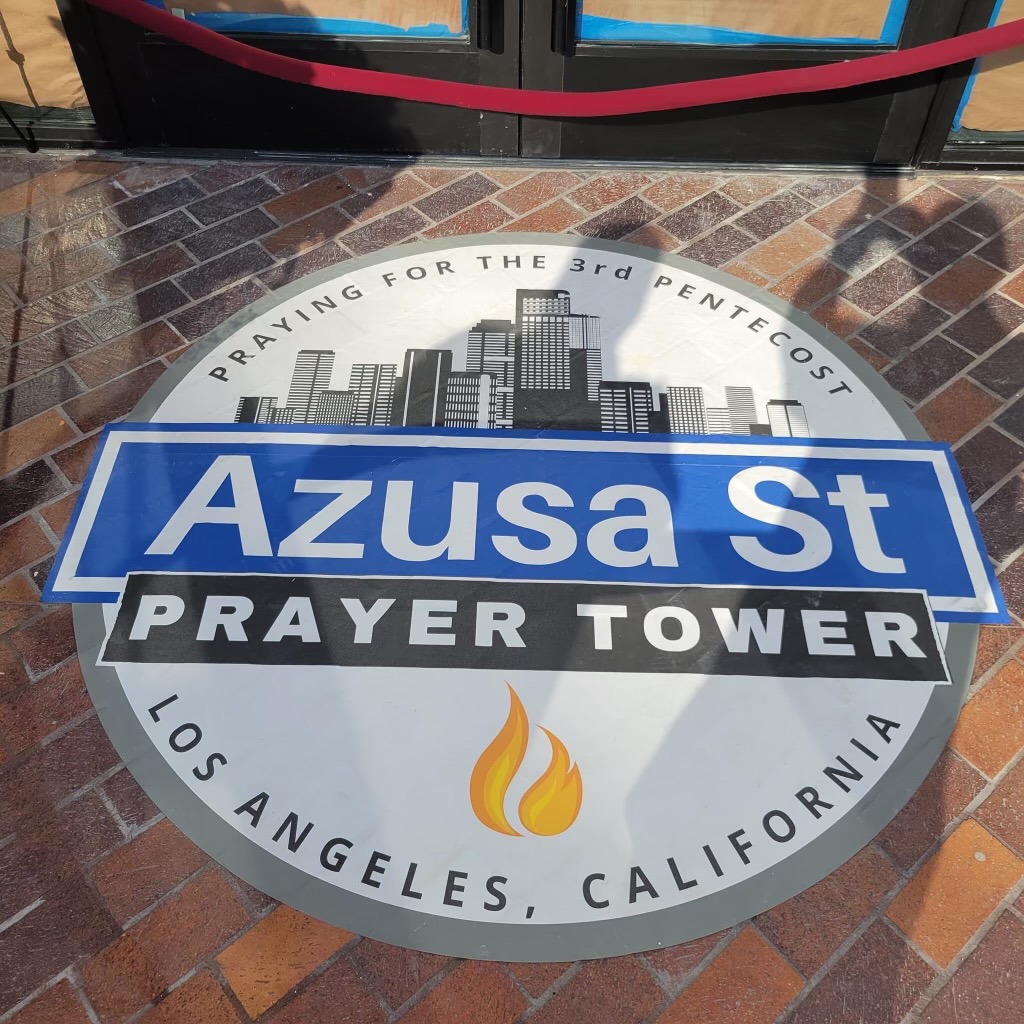 PRAYING FOR THE 3rd PENTECOST
Azusa St
PRAYER TOWER
LOS ANGELES, CALIFORNIA